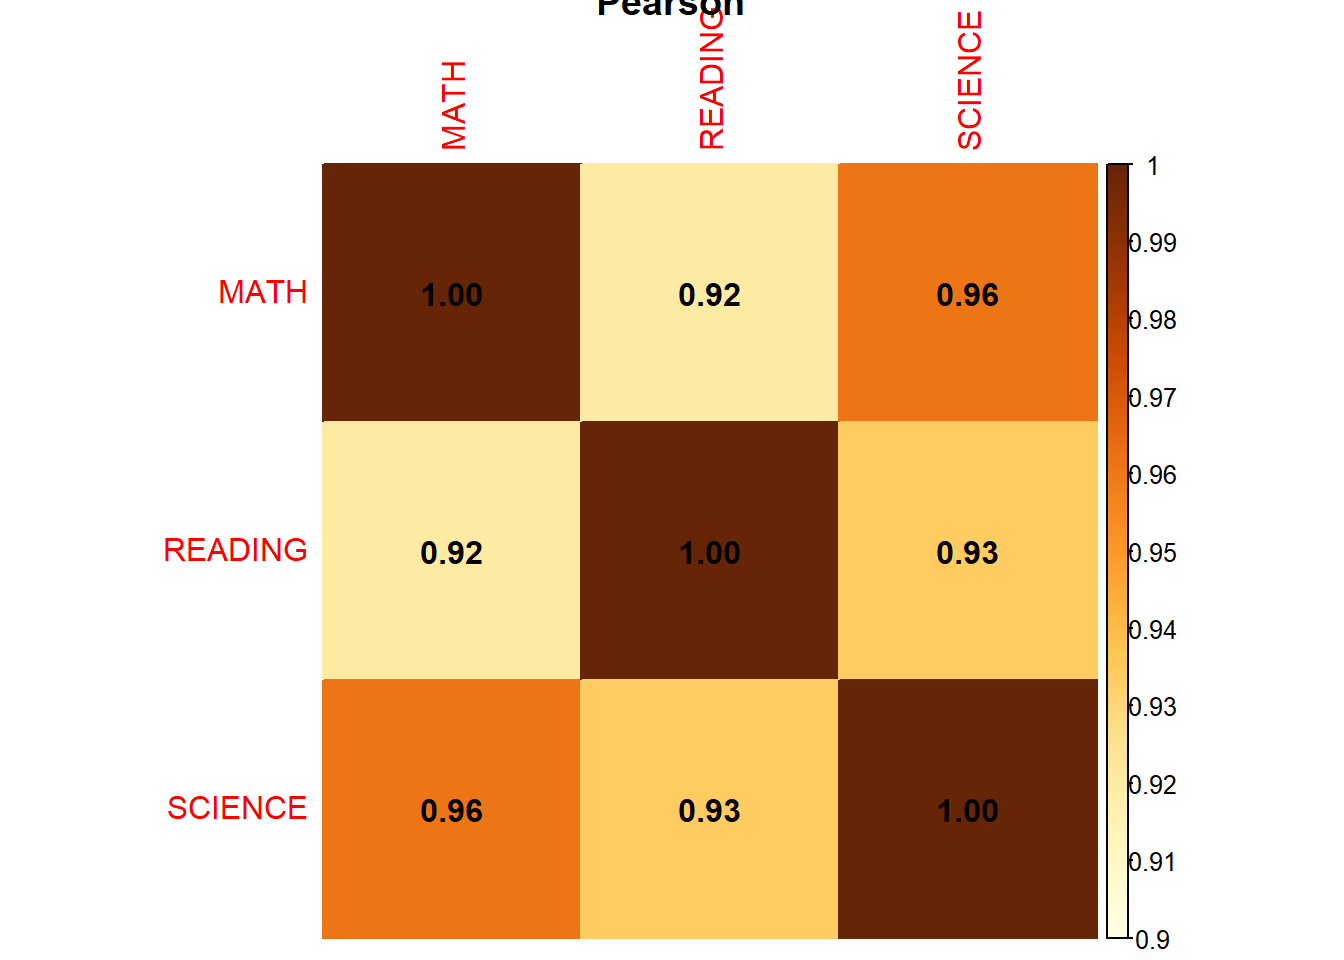 Pearson
MATH READING SCIENCE
MATH 1.00 0.92 0.96
READING 0.92 1.00 0.93
SCIENCE 0.96 0.93 1.00
1
0.99
0.98
0.97
0.96
0.95
0.94
0.93
0.92
0.91
0.9